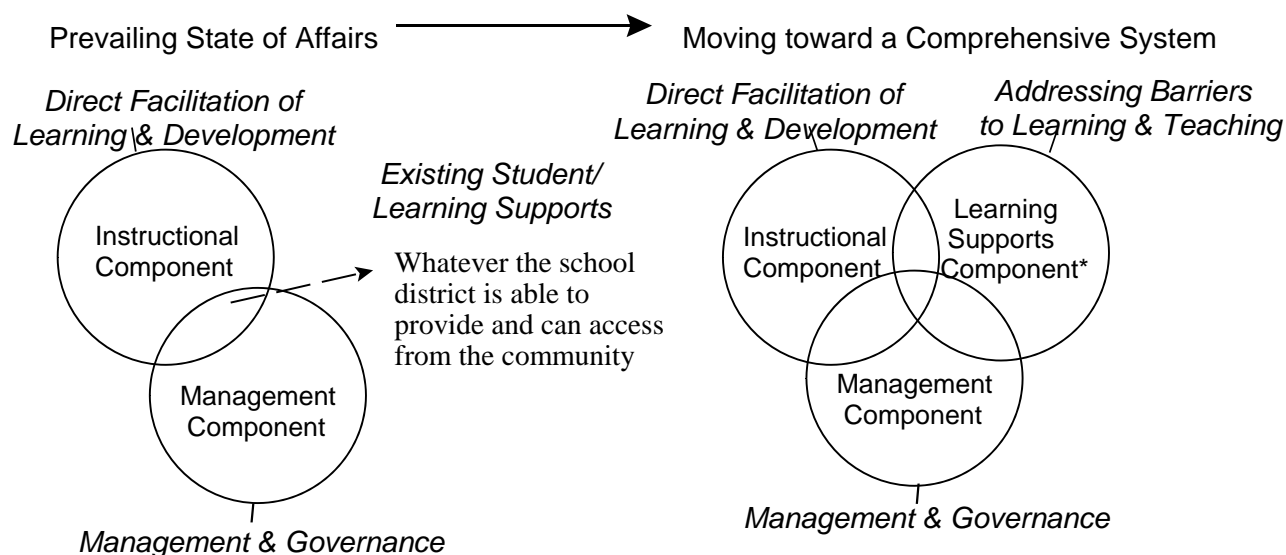 Prevailing State of Affairs
Moving toward a Comprehensive System
Direct Facilitation of
Learning & Development
Existing Student/
Learning Supports
Whatever the school
district is able to
provide and can access
from the community
Instructional
Component
Management
Component
Management & Governance
Direct Facilitation of
Learning & Development
Addressing Barriers
to Learning & Teaching
Instructional
Component
Learning
Supports
Component*
Management
Component
Management & Governance